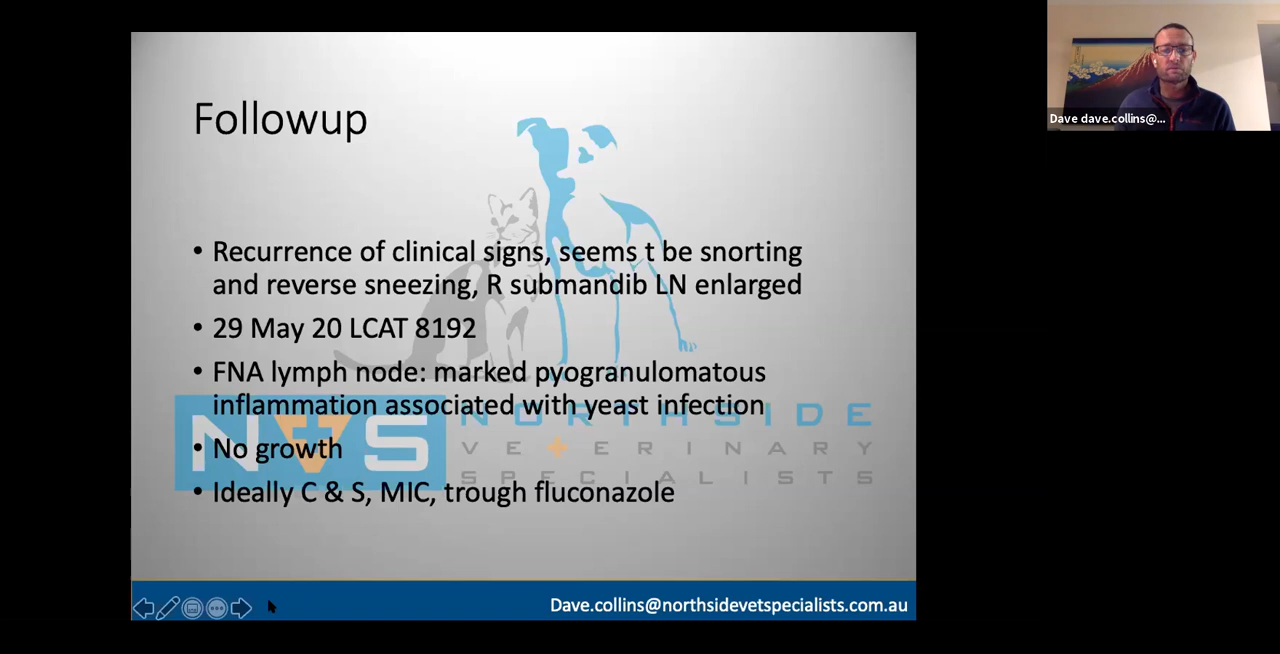 Followup
• Recurrence of clinical signs, seems t be snorting
and reverse sneezing, R submandib LN enlarged
• 29 May 20 LCAT 8192
• FNA lymph node: marked pyogranulomatous
inflammation associated with yeast infection
• No growth
• Ideally C & S, MIC, trough fluconazole
NVS
NORTHSIDE
VETERINARY
SPECIALISTS
Dave.collins@northsidevetspecialists.com.au
Dave dave.collins@...